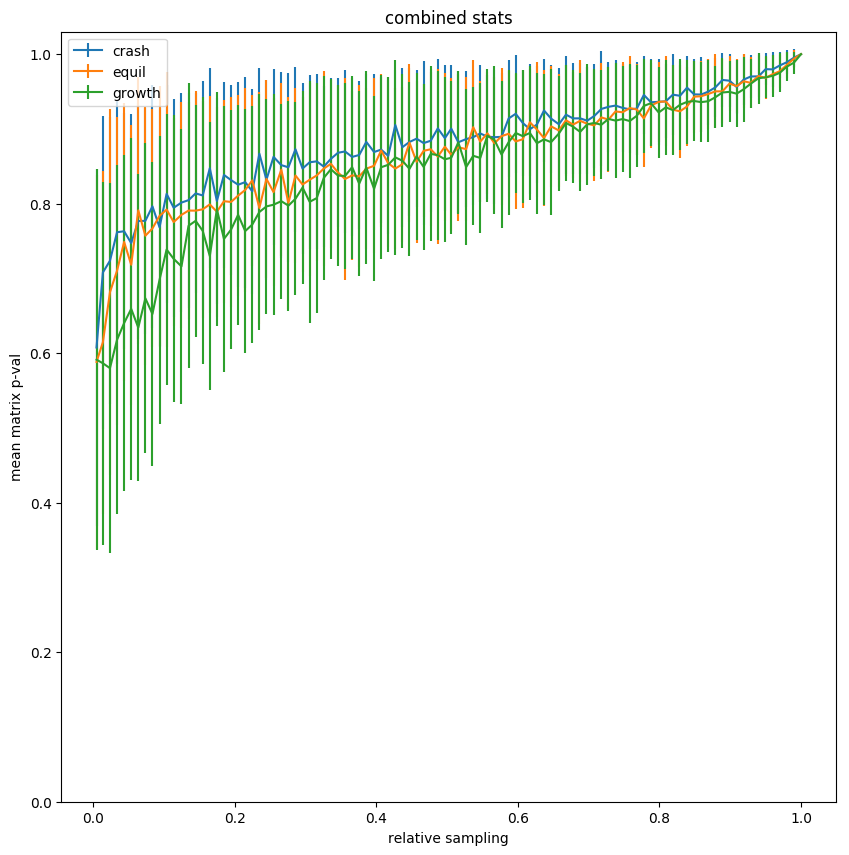 combined stats
crash
equil
growth
mean matrix p-val
1.0
0.8
0.6
0.4
0.2
0.0
0.0 0.2 0.4 0.6 0.8 1.0
relative sampling